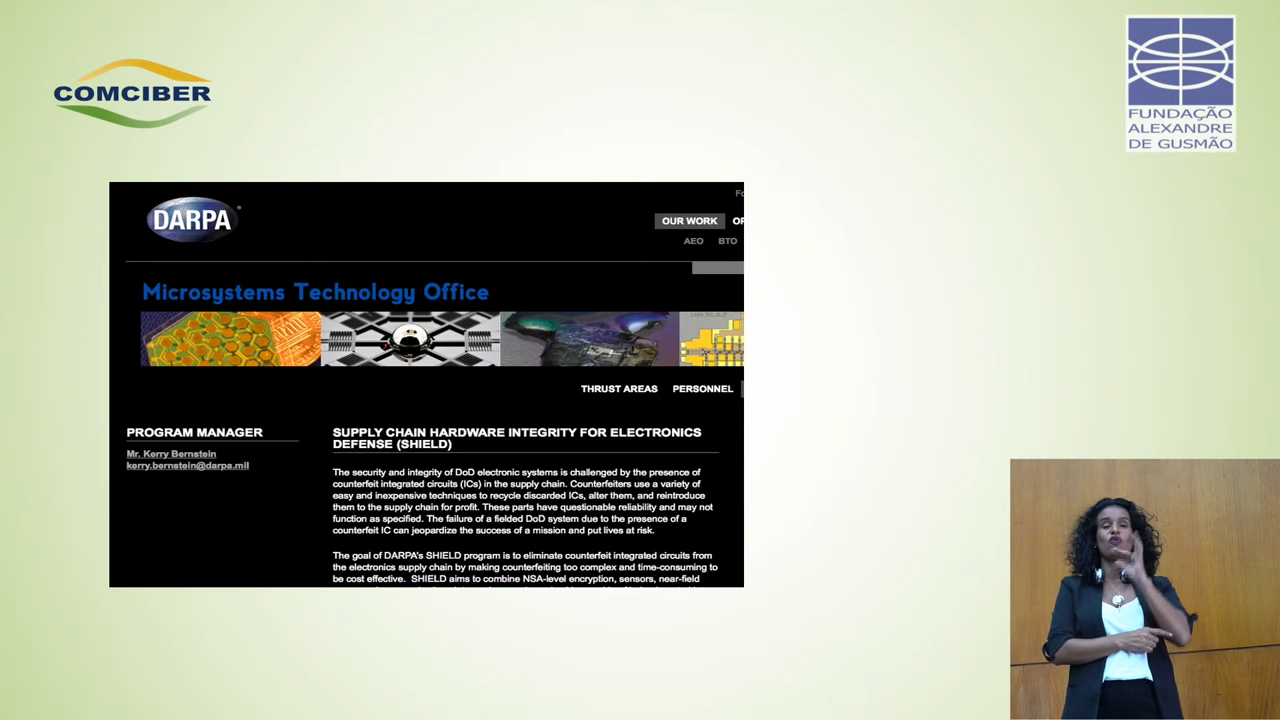 COMCIBER
FUNDAÇÃO
ALEXANDRE
DE GUSMÃO
DARPA
OUR WORK
AEO BTO
Microsystems Technology Office
THRUST AREAS PERSONNEL
PROGRAM MANAGER
Mr. Kerry Bernstein
kerry.bernstein@darpa.mil
SUPPLY CHAIN HARDWARE INTEGRITY FOR ELECTRONICS
DEFENSE (SHIELD)
The security and integrity of DoD electronic systems is challenged by the presence of
counterfeit integrated circuits (ICs) in the supply chain. Counterfeiters use a variety of
easy and inexpensive techniques to recycle discarded ICs, alter them, and reintroduce
them to the supply chain for profit. These parts have questionable reliability and may not
function as specified. The failure of a fielded DoD system due to the presence of a
counterfeit IC can jeopardize the success of a mission and put lives at risk.
The goal of DARPA's SHIELD program is to eliminate counterfeit integrated circuits from
the electronics supply chain by making counterfeiting too complex and time-consuming to
be cost effective. SHIELD aims to combine NSA-level encryption, sensors, near-field